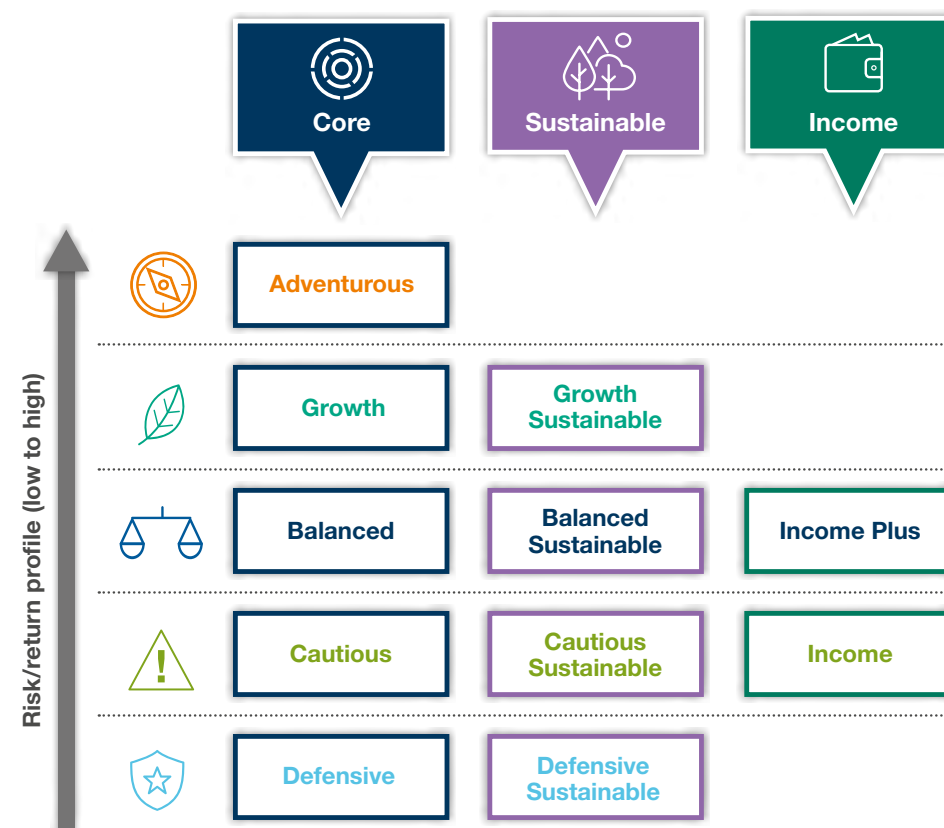 Core
Sustainable
Income
Risk/return profile (low to high)
Adventurous
Growth
Growth
Sustainable
Balanced
Balanced
Sustainable
Income Plus
!
Cautious
Cautious
Sustainable
Income
Defensive
Defensive
Sustainable